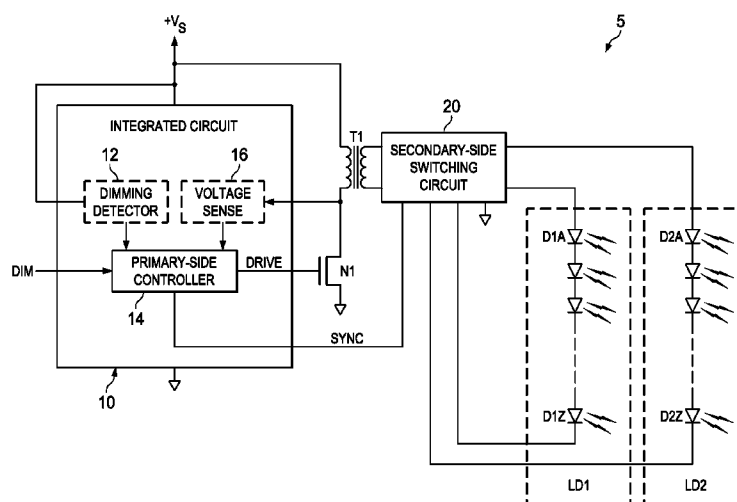 +VS
5
INTEGRATED CIRCUIT
12
16
T1
20
SECONDARY-SIDE
SWITCHING
CIRCUIT
DIMMING
DETECTOR
VOLTAGE
SENSE
D1A
D2A
DIM
PRIMARY-SIDE
CONTROLLER
DRIVE
N1
14
SYNC
10
D1Z
D2Z
LD1
LD2